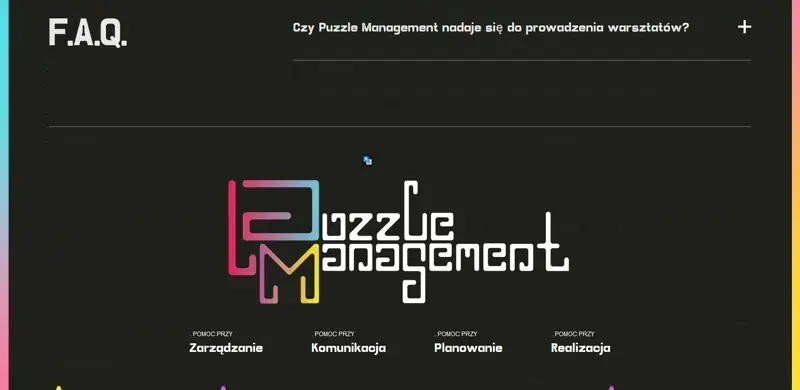 F.A.Q.
Czy Puzzle Management nadaje się do prowadzenia warsztatów?
Puzzle
Management
. POMOC PRZY
Zarządzanie
. POMOC PRZY
Komunikacja
. POMOC PRZY
Planowanie
. POMOC PRZY
Realizacja